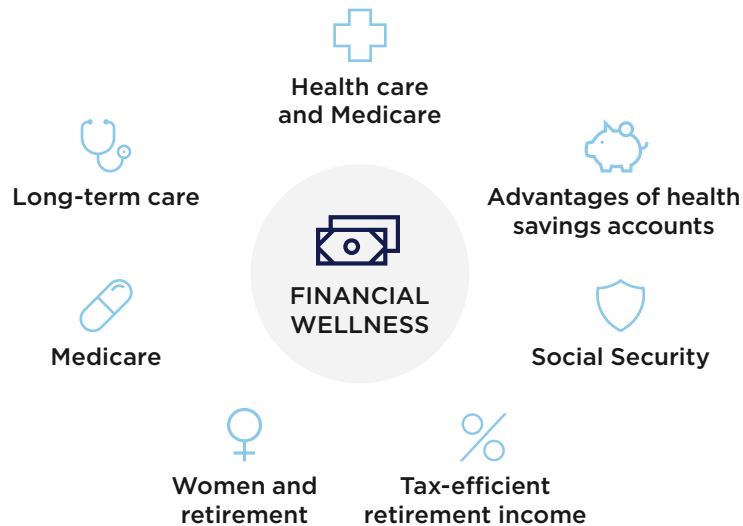 Health care
and Medicare
Long-term care
Advantages of health
savings accounts
FINANCIAL
WELLNESS
Medicare
Social Security
Women and
retirement
Tax-efficient
retirement income